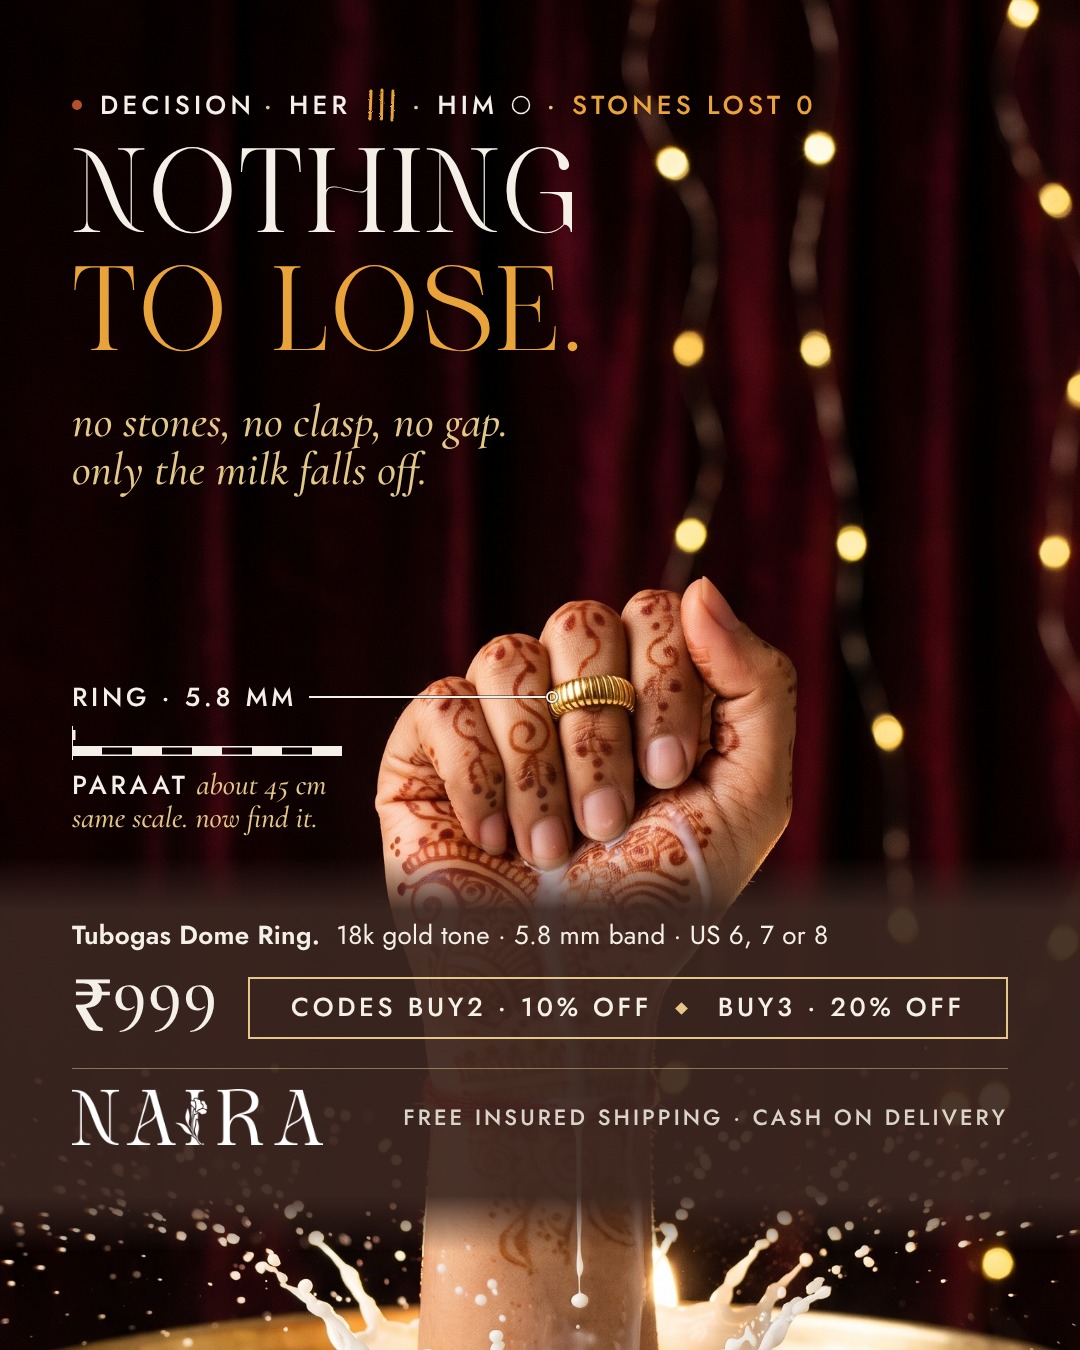 • DECISION · HER ||| · HIM ○ · STONES LOST 0
NOTHING
TO LOSE.
no stones, no clasp, no gap.
only the milk falls off.
RING · 5.8 MM
PARAAT about 45 cm
same scale. now find it.
Tubogas Dome Ring. 18k gold tone · 5.8 mm band · US 6, 7 or 8
₹999
CODES BUY2 · 10% OFF ◆ BUY3 · 20% OFF
NAIRA
FREE INSURED SHIPPING · CASH ON DELIVERY